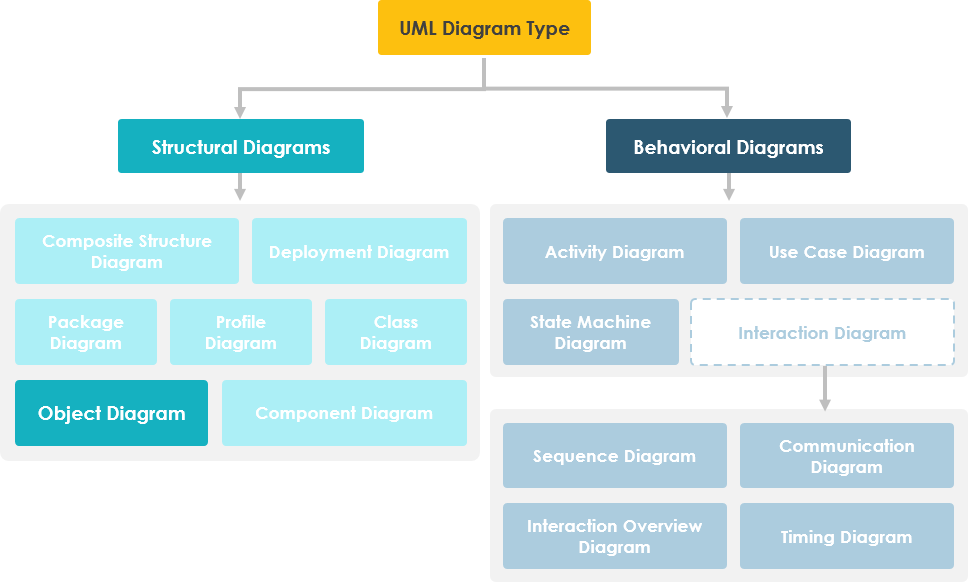 UML Diagram Type
Structural Diagrams
Behavioral Diagrams
Composite Structure
Diagram
Deployment Diagram
Package
Diagram
Profile
Diagram
Class
Diagram
Object Diagram
Component Diagram
Activity Diagram
Use Case Diagram
State Machine
Diagram
Interaction Diagram
Sequence Diagram
Communication
Diagram
Interaction Overview
Diagram
Timing Diagram